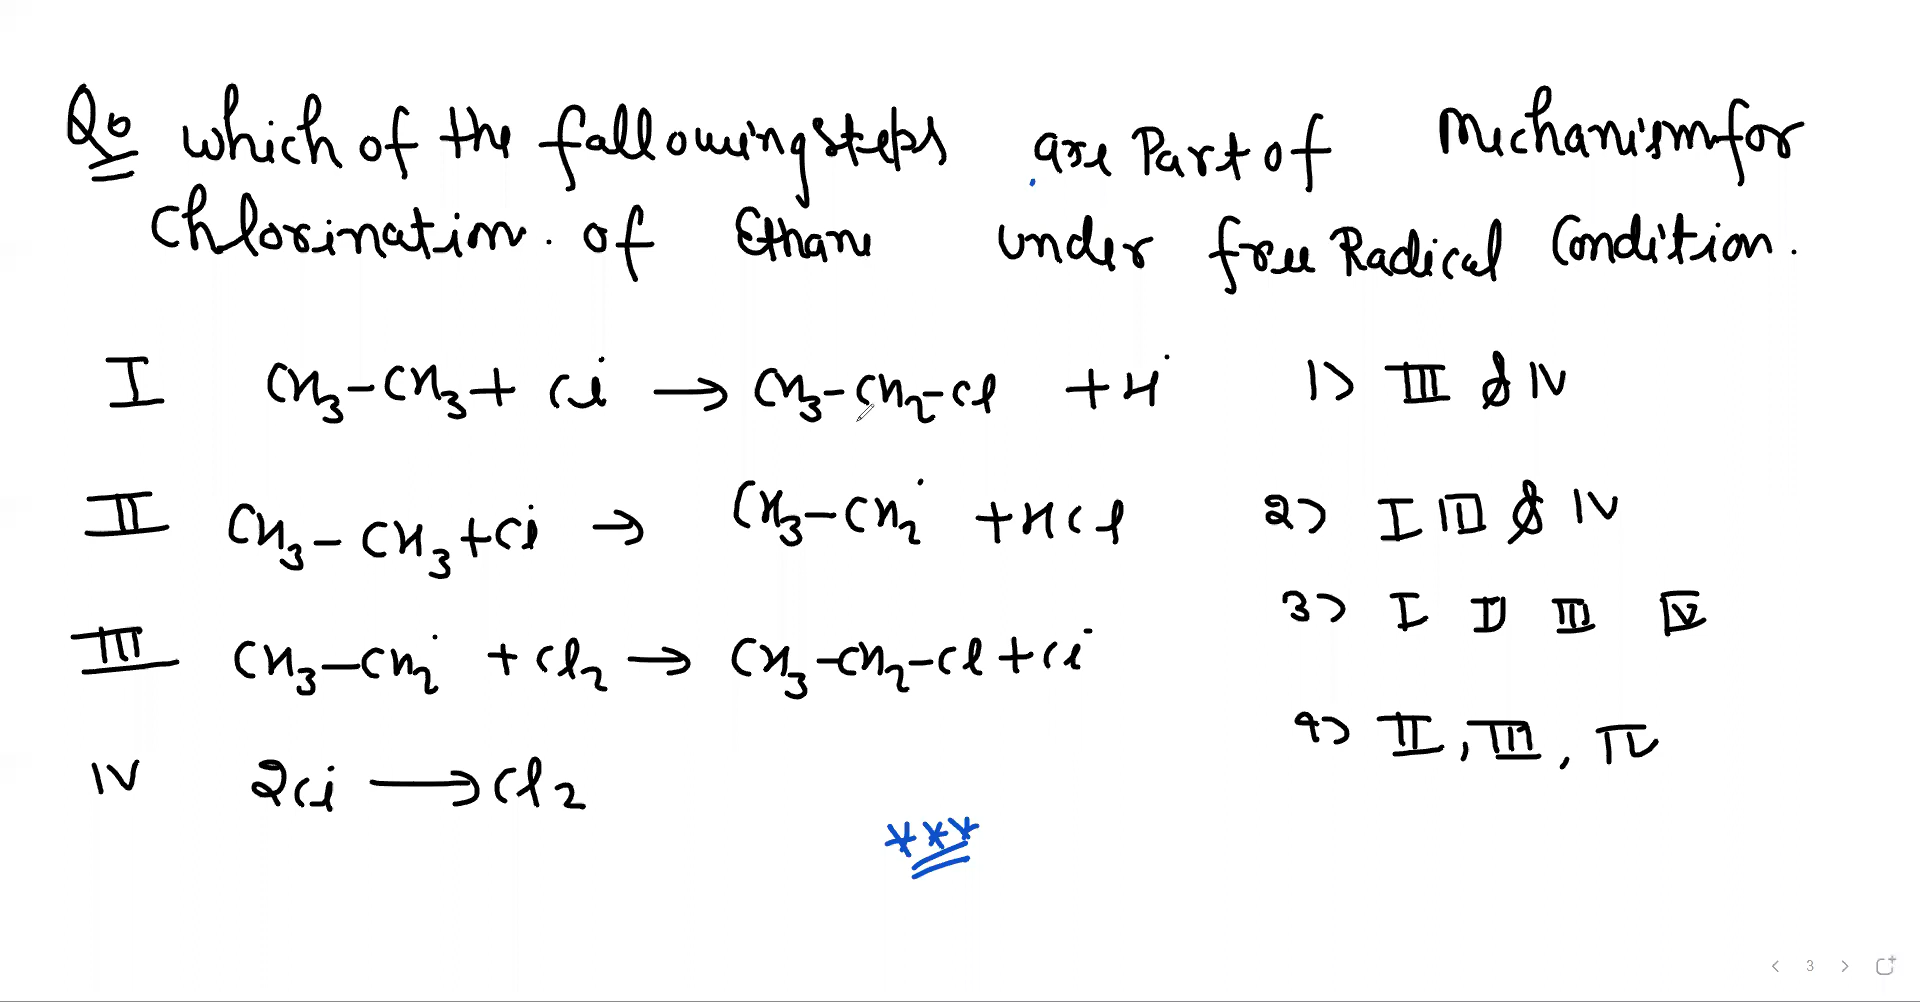 Qo which of the fallowing steps are Part of Michanism for
Chlorination. of Ethane under free Radical Condition.
I CH3-CH3 + Cl· → CH3-CH2-Cl + H· 1) III & IV
II CH3-CH3 + Cl· → CH3-CH2· + HCl 2) I III & IV
III CH3-CH2· + Cl2 → CH3-CH2-Cl + Cl· 3) I II III IV
IV 2Cl· → Cl2 4) II, III, IV
***
3